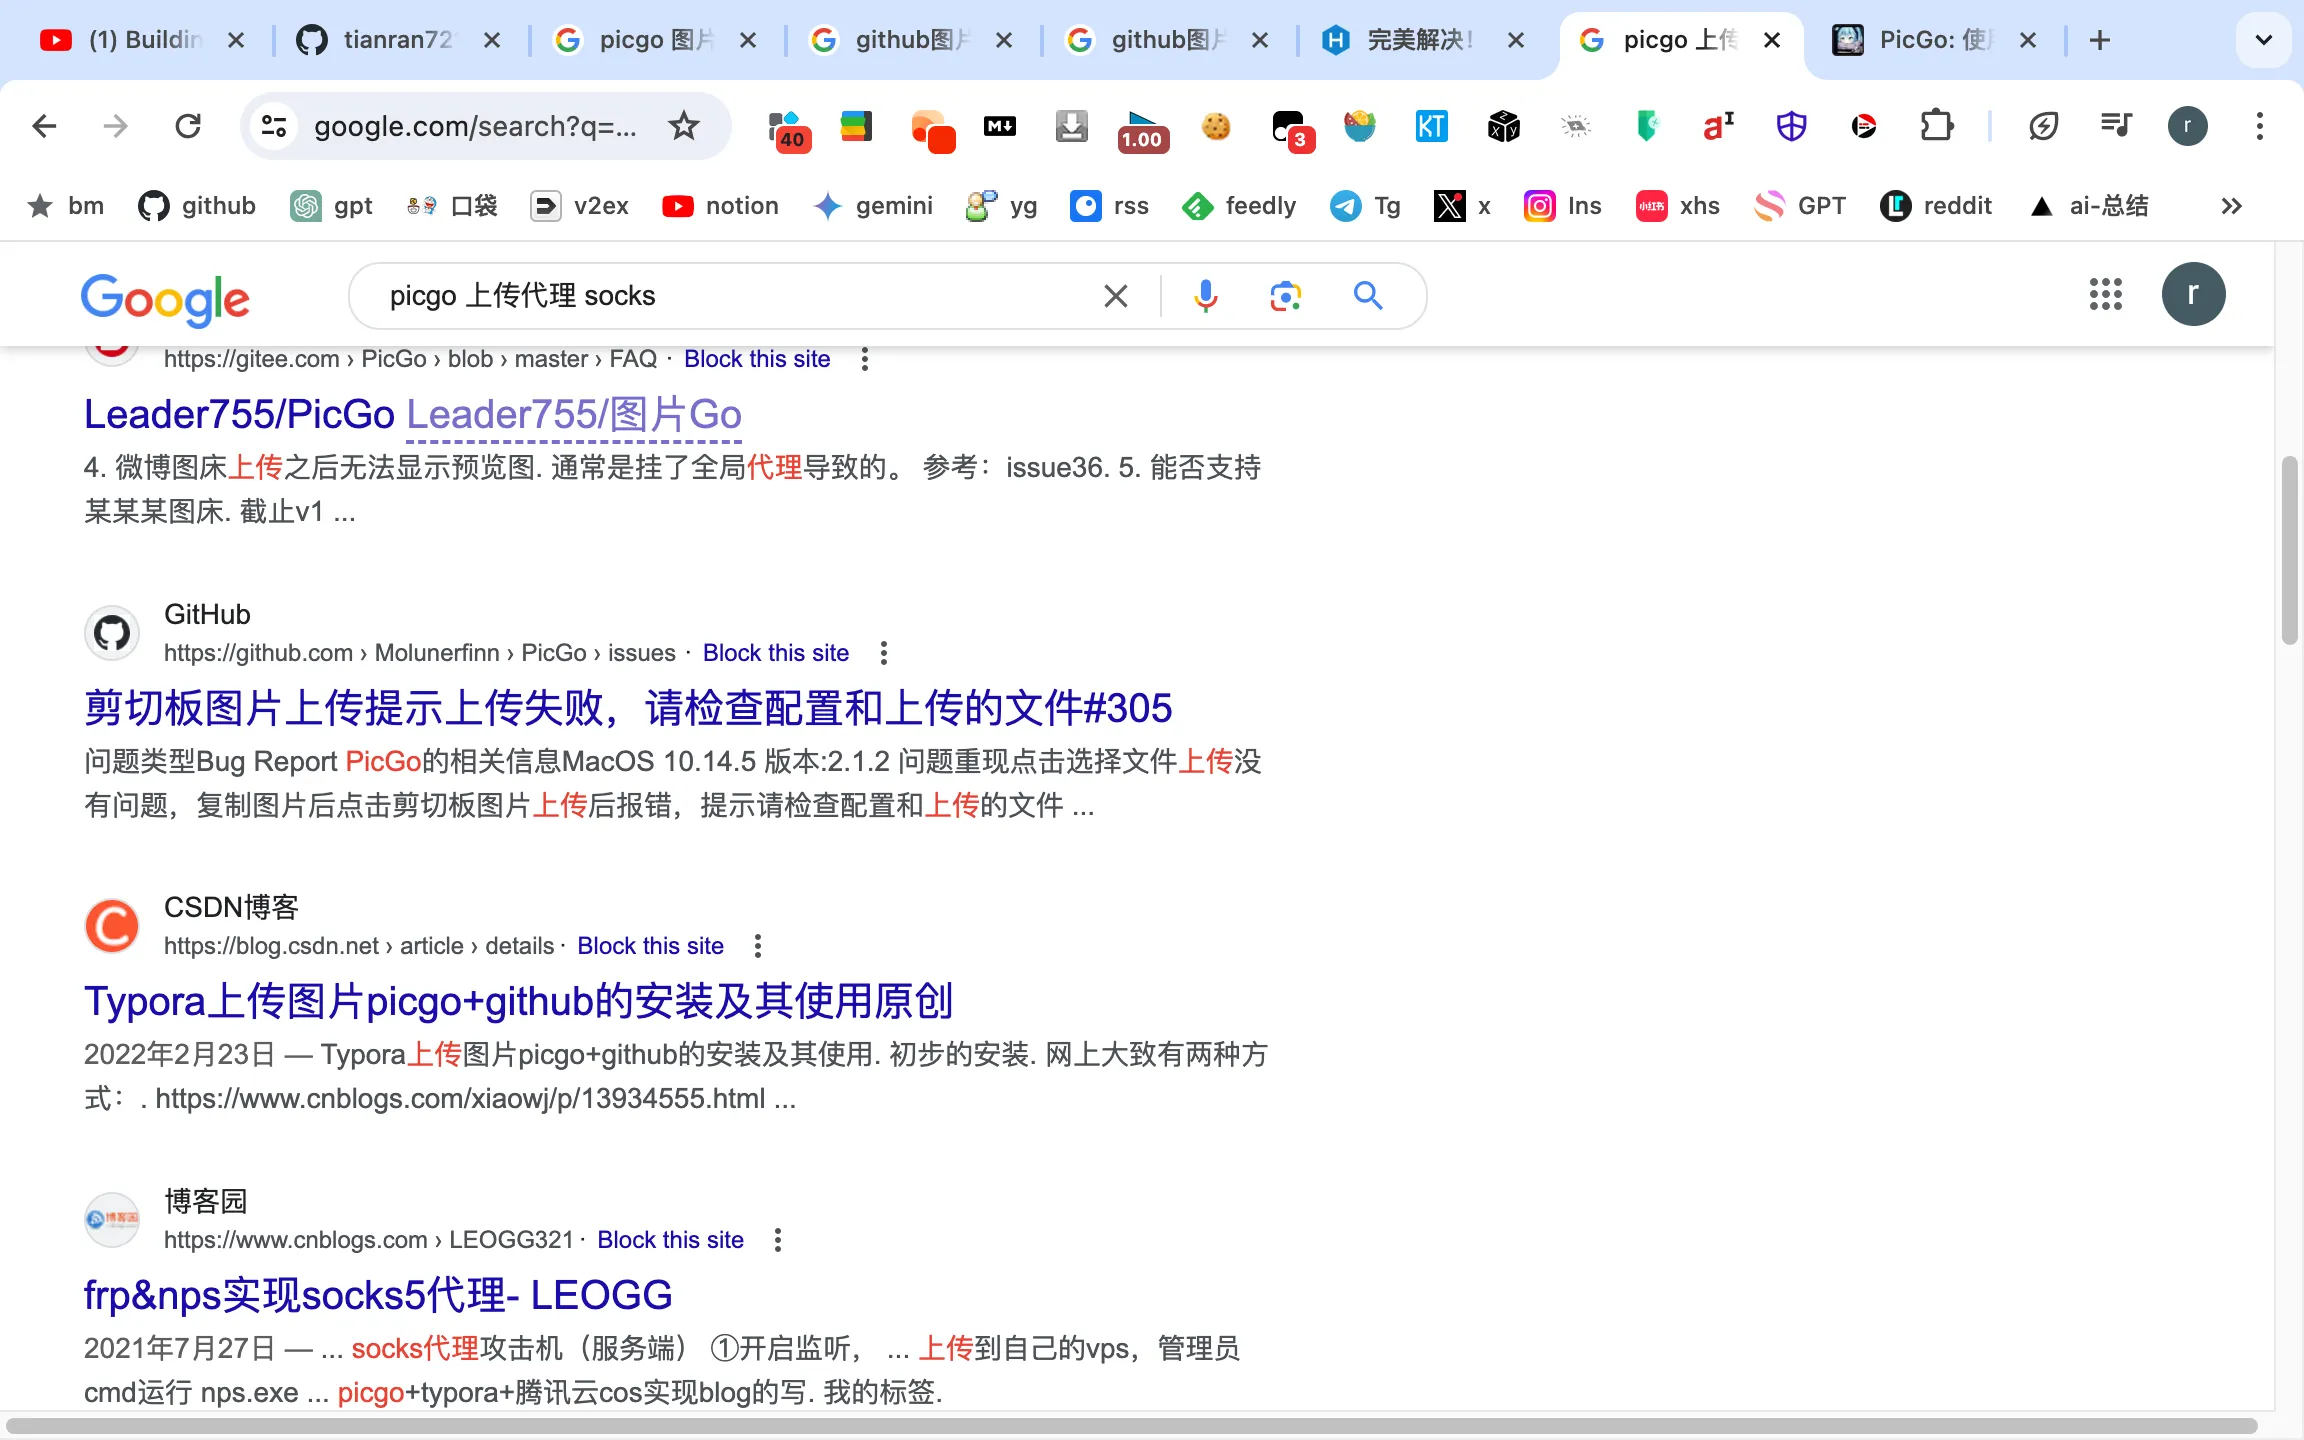 (1) Buildin
tianran72
picgo 图片
github图片
github图片
完美解决!
picgo 上传
PicGo: 使用
google.com/search?q=...
40
1.00
3
KT
r
bm
github
gpt
口袋
v2ex
notion
gemini
yg
rss
feedly
Tg
x
Ins
xhs
GPT
reddit
ai-总结
Google
picgo 上传代理 socks
r
https://gitee.com › PicGo › blob › master › FAQ · Block this site
Leader755/PicGo Leader755/图片Go
4. 微博图床上传之后无法显示预览图. 通常是挂了全局代理导致的。 参考：issue36. 5. 能否支持
某某某图床. 截止v1 ...
GitHub
https://github.com › Molunerfinn › PicGo › issues · Block this site
剪切板图片上传提示上传失败，请检查配置和上传的文件#305
问题类型Bug Report PicGo的相关信息MacOS 10.14.5 版本:2.1.2 问题重现点击选择文件上传没
有问题，复制图片后点击剪切板图片上传后报错，提示请检查配置和上传的文件 ...
CSDN博客
https://blog.csdn.net › article › details · Block this site
Typora上传图片picgo+github的安装及其使用原创
2022年2月23日 — Typora上传图片picgo+github的安装及其使用. 初步的安装. 网上大致有两种方
式：. https://www.cnblogs.com/xiaowj/p/13934555.html ...
博客园
https://www.cnblogs.com › LEOGG321 · Block this site
frp&nps实现socks5代理- LEOGG
2021年7月27日 — ... socks代理攻击机（服务端） ①开启监听， ... 上传到自己的vps，管理员
cmd运行 nps.exe ... picgo+typora+腾讯云cos实现blog的写. 我的标签.